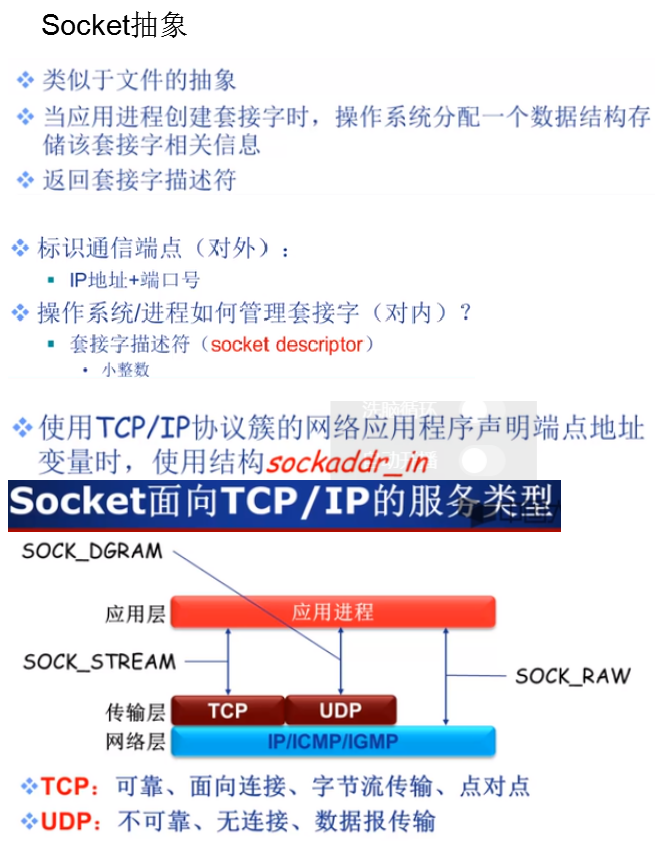 Socket抽象
类似于文件的抽象
当应用进程创建套接字时，操作系统分配一个数据结构存
储该套接字相关信息
返回套接字描述符
标识通信端点（对外）：
IP地址+端口号
操作系统/进程如何管理套接字（对内）？
套接字描述符（socket descriptor）
小整数
使用TCP/IP协议簇的网络应用程序声明端点地址
变量时，使用结构sockaddr_in
Socket面向TCP/IP的服务类型
SOCK_DGRAM
应用层
应用进程
SOCK_STREAM
SOCK_RAW
传输层
TCP
UDP
网络层
IP/ICMP/IGMP
TCP：可靠、面向连接、字节流传输、点对点
UDP：不可靠、无连接、数据报传输